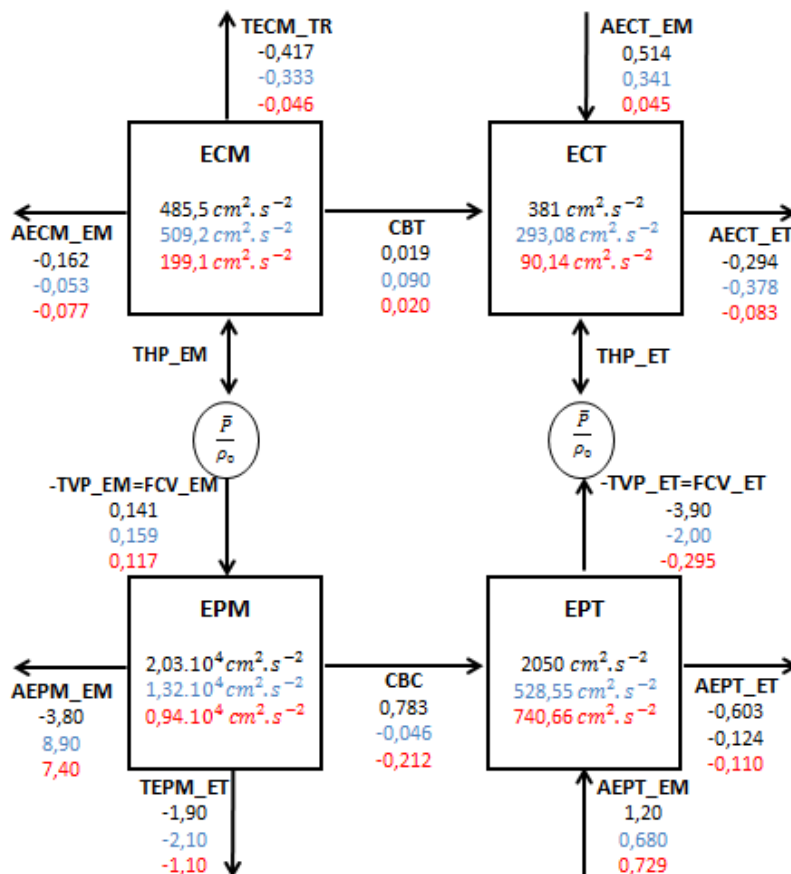 TECM_TR
-0,417
-0,333
-0,046
AECT_EM
0,514
0,341
0,045
ECM
485,5 cm². s⁻²
509,2 cm². s⁻²
199,1 cm². s⁻²
ECT
381 cm². s⁻²
293,08 cm². s⁻²
90,14 cm². s⁻²
AECM_EM
-0,162
-0,053
-0,077
CBT
0,019
0,090
0,020
AECT_ET
-0,294
-0,378
-0,083
THP_EM
THP_ET
P̄
ρ₀
P̄
ρ₀
-TVP_EM=FCV_EM
0,141
0,159
0,117
-TVP_ET=FCV_ET
-3,90
-2,00
-0,295
EPM
2,03.10⁴ cm². s⁻²
1,32.10⁴ cm². s⁻²
0,94.10⁴ cm². s⁻²
EPT
2050 cm². s⁻²
528,55 cm². s⁻²
740,66 cm². s⁻²
AEPM_EM
-3,80
8,90
7,40
CBC
0,783
-0,046
-0,212
AEPT_ET
-0,603
-0,124
-0,110
TEPM_ET
-1,90
-2,10
-1,10
AEPT_EM
1,20
0,680
0,729